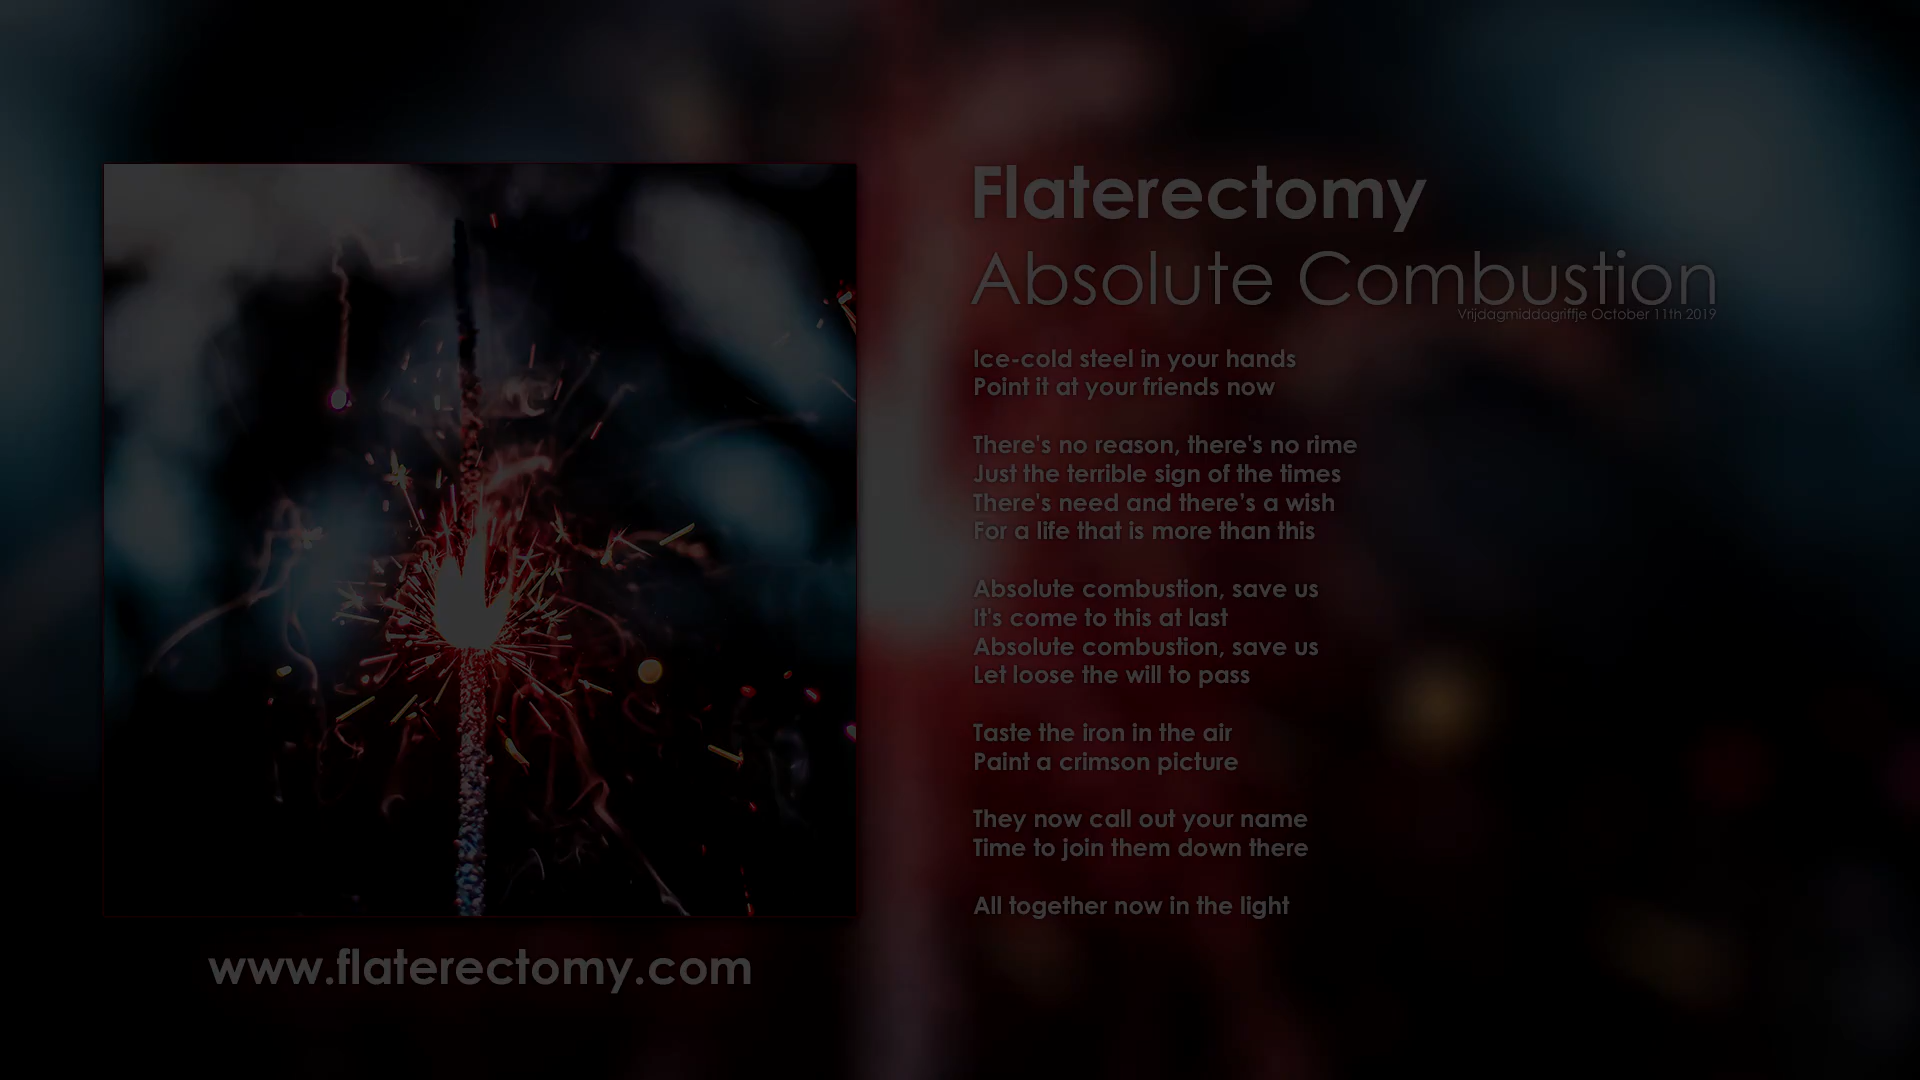 Flaterectomy
Absolute Combustion
Vrijdagmiddagriffje October 11th 2019
Ice-cold steel in your hands
Point it at your friends now
There's no reason, there's no rime
Just the terrible sign of the times
There's need and there's a wish
For a life that is more than this
Absolute combustion, save us
It's come to this at last
Absolute combustion, save us
Let loose the will to pass
Taste the iron in the air
Paint a crimson picture
They now call out your name
Time to join them down there
All together now in the light
www.flaterectomy.com